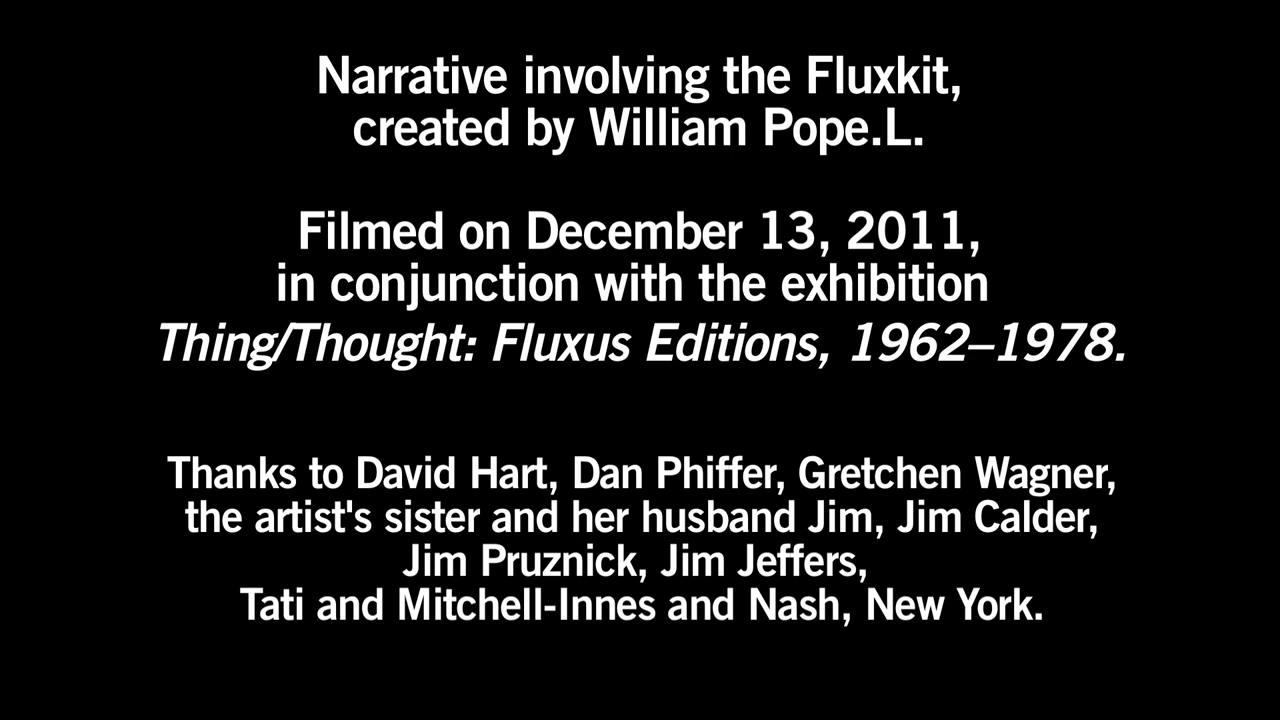 Narrative involving the Fluxkit,
created by William Pope.L.
Filmed on December 13, 2011,
in conjunction with the exhibition
Thing/Thought: Fluxus Editions, 1962–1978.
Thanks to David Hart, Dan Phiffer, Gretchen Wagner,
the artist's sister and her husband Jim, Jim Calder,
Jim Pruznick, Jim Jeffers,
Tati and Mitchell-Innes and Nash, New York.